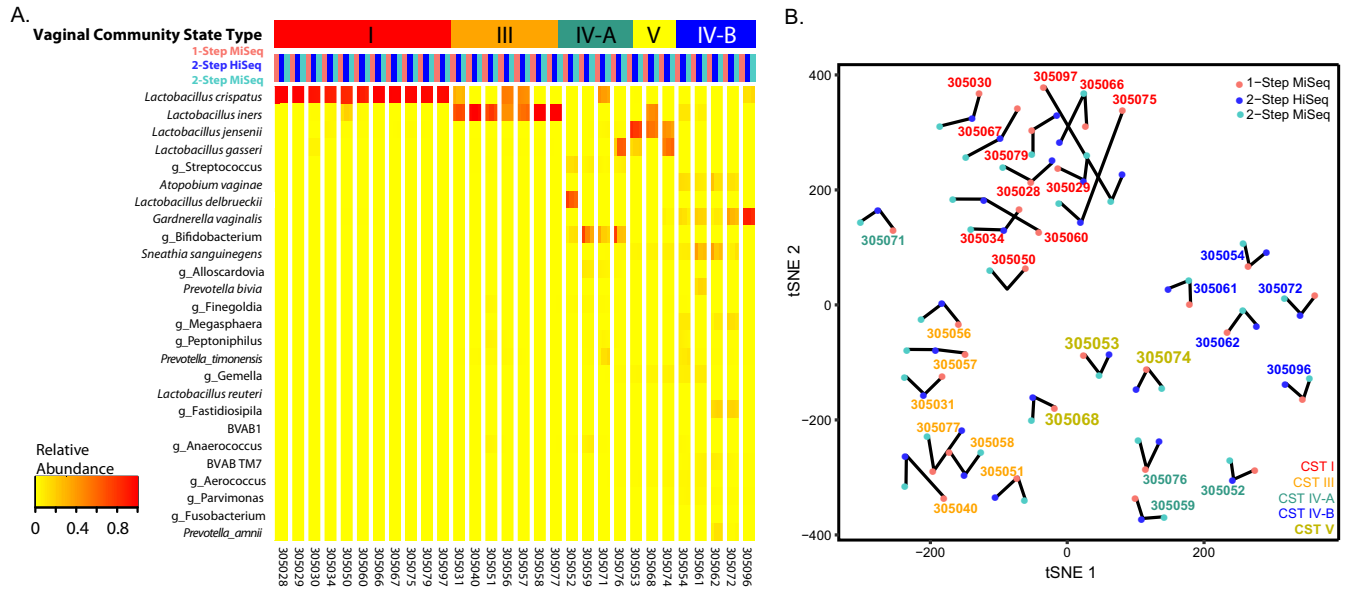 A.
Vaginal Community State Type
I III IV-A V IV-B
1-Step MiSeq
2-Step HiSeq
2-Step MiSeq
Lactobacillus crispatus
Lactobacillus iners
Lactobacillus jensenii
Lactobacillus gasseri
g_Streptococcus
Atopobium vaginae
Lactobacillus delbrueckii
Gardnerella vaginalis
g_Bifidobacterium
Sneathia sanguinegens
g_Alloscardovia
Prevotella bivia
g_Finegoldia
g_Megasphaera
g_Peptoniphilus
Prevotella_timonensis
g_Gemella
Lactobacillus reuteri
g_Fastidiosipila
BVAB1
g_Anaerococcus
BVAB TM7
g_Aerococcus
g_Parvimonas
g_Fusobacterium
Prevotella_amnii
Relative
Abundance
0 0.4 0.8
305028 305029 305030 305034 305050 305060 305066 305067 305075 305079 305097 305031 305040 305051 305056 305057 305058 305077 305052 305059 305071 305076 305053 305068 305074 305054 305061 305062 305072 305096
B.
tSNE 2
400
200
0
−200
−400
−200 0 200
tSNE 1
1−Step MiSeq
2−Step HiSeq
2−Step MiSeq
305030
305097
305066
305075
305067
305079
305028
305029
305034
305060
305071
305050
305054
305061
305072
305056
305062
305053
305074
305057
305096
305031
305068
305077
305058
305051
305076
305052
305040
305059
CST I
CST III
CST IV-A
CST IV-B
CST V